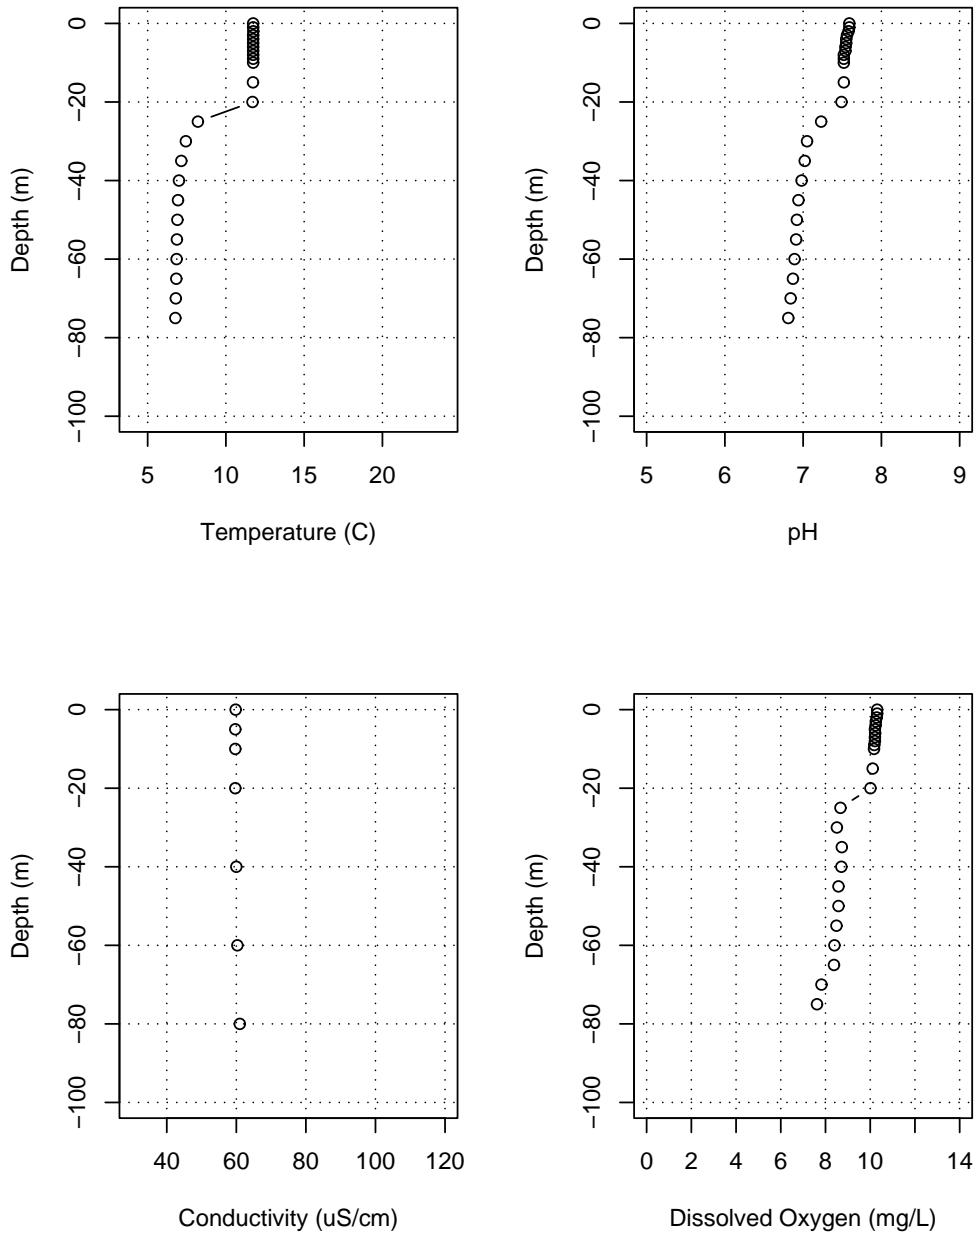 0
−20
−40
−60
−80
−100
Depth (m)
5 10 15 20
Temperature (C)
0
−20
−40
−60
−80
−100
Depth (m)
5 6 7 8 9
pH
0
−20
−40
−60
−80
−100
Depth (m)
40 60 80 100 120
Conductivity (uS/cm)
0
−20
−40
−60
−80
−100
Depth (m)
0 2 4 6 8 10 14
Dissolved Oxygen (mg/L)